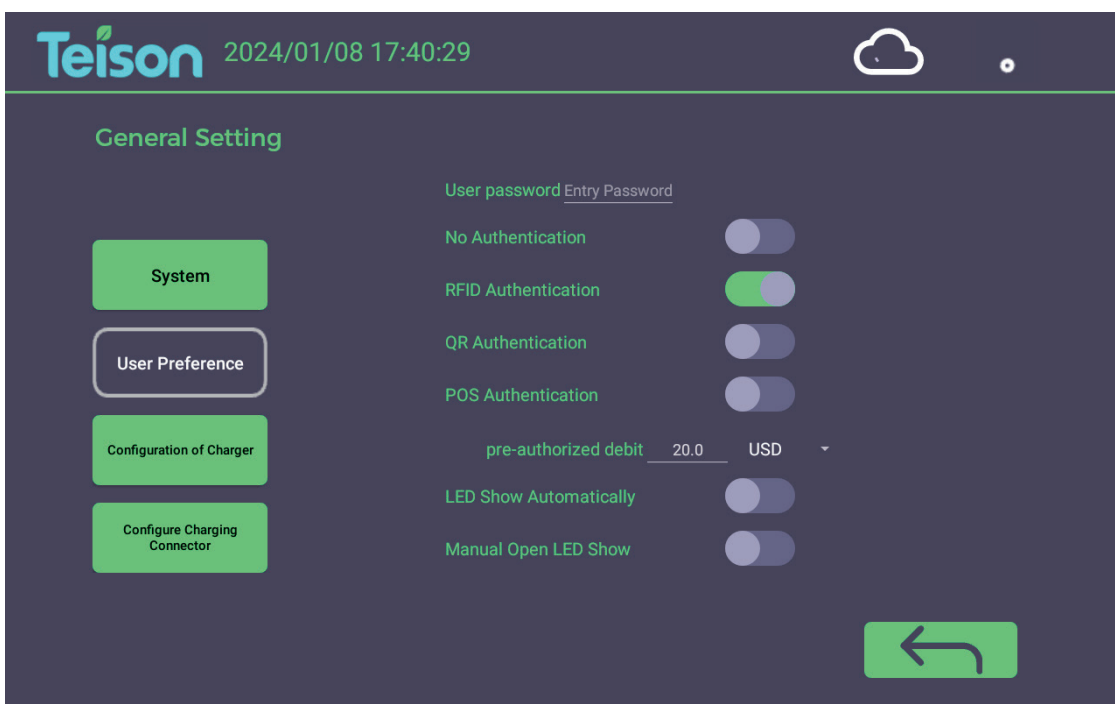 Teison 2024/01/08 17:40:29
General Setting
User password Entry Password
No Authentication
System
RFID Authentication
QR Authentication
User Preference
POS Authentication
Configuration of Charger
pre-authorized debit 20.0 USD
LED Show Automatically
Configure Charging
Connector
Manual Open LED Show